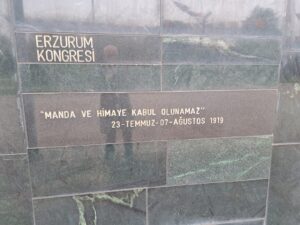 ERZURUM
KONGRESİ
"MANDA VE HİMAYE KABUL OLUNAMAZ"
23-TEMMUZ-07-AĞUSTOS 1919